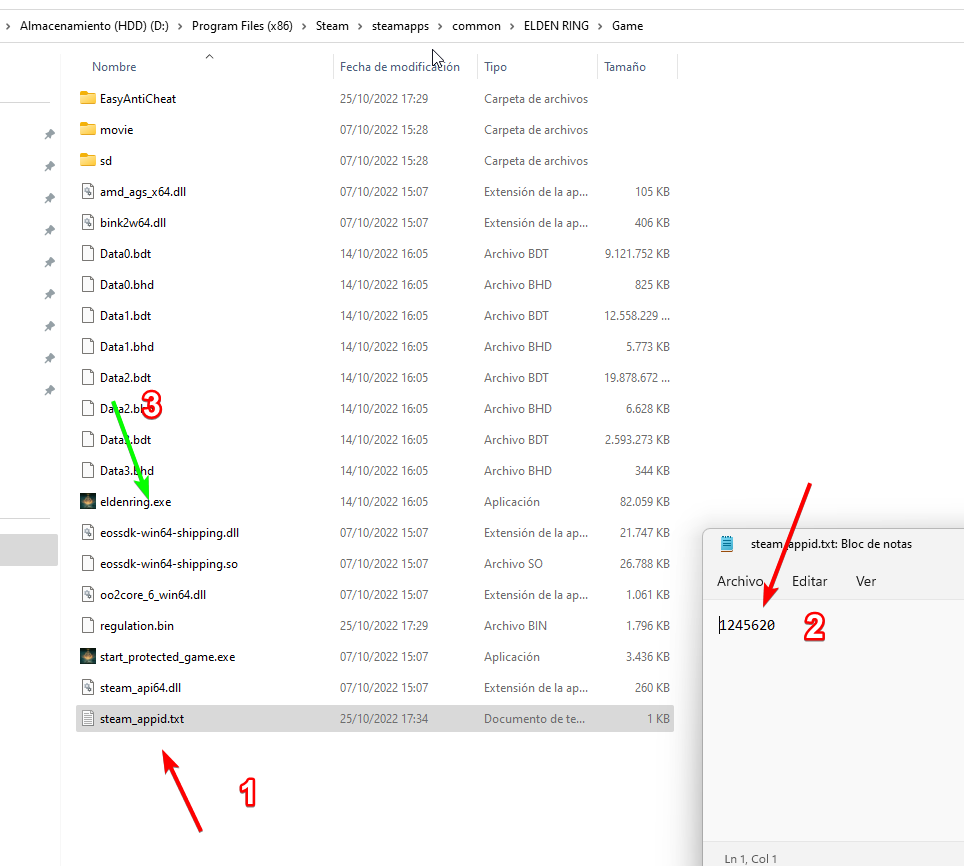 Almacenamiento (HDD) (D:) > Program Files (x86) > Steam > steamapps > common > ELDEN RING > Game
Nombre Fecha de modificación Tipo Tamaño
EasyAntiCheat 25/10/2022 17:29 Carpeta de archivos
movie 07/10/2022 15:28 Carpeta de archivos
sd 07/10/2022 15:28 Carpeta de archivos
amd_ags_x64.dll 07/10/2022 15:07 Extensión de la ap... 105 KB
bink2w64.dll 07/10/2022 15:07 Extensión de la ap... 406 KB
Data0.bdt 14/10/2022 16:05 Archivo BDT 9.121.752 KB
Data0.bhd 14/10/2022 16:05 Archivo BHD 825 KB
Data1.bdt 14/10/2022 16:05 Archivo BDT 12.558.229 ...
Data1.bhd 14/10/2022 16:05 Archivo BHD 5.773 KB
Data2.bdt 14/10/2022 16:05 Archivo BDT 19.878.672 ...
Data2.bhd 14/10/2022 16:05 Archivo BHD 6.628 KB
3
Data3.bdt 14/10/2022 16:05 Archivo BDT 2.593.273 KB
Data3.bhd 14/10/2022 16:05 Archivo BHD 344 KB
eldenring.exe 14/10/2022 16:05 Aplicación 82.059 KB
eossdk-win64-shipping.dll 07/10/2022 15:07 Extensión de la ap... 21.747 KB
eossdk-win64-shipping.so 07/10/2022 15:07 Archivo SO 26.788 KB
oo2core_6_win64.dll 07/10/2022 15:07 Extensión de la ap... 1.061 KB
regulation.bin 25/10/2022 17:29 Archivo BIN 1.796 KB
start_protected_game.exe 07/10/2022 15:07 Aplicación 3.436 KB
steam_api64.dll 07/10/2022 15:07 Extensión de la ap... 260 KB
steam_appid.txt 25/10/2022 17:34 Documento de te... 1 KB
1
steam_appid.txt: Bloc de notas
Archivo Editar Ver
1245620
2
Ln 1, Col 1